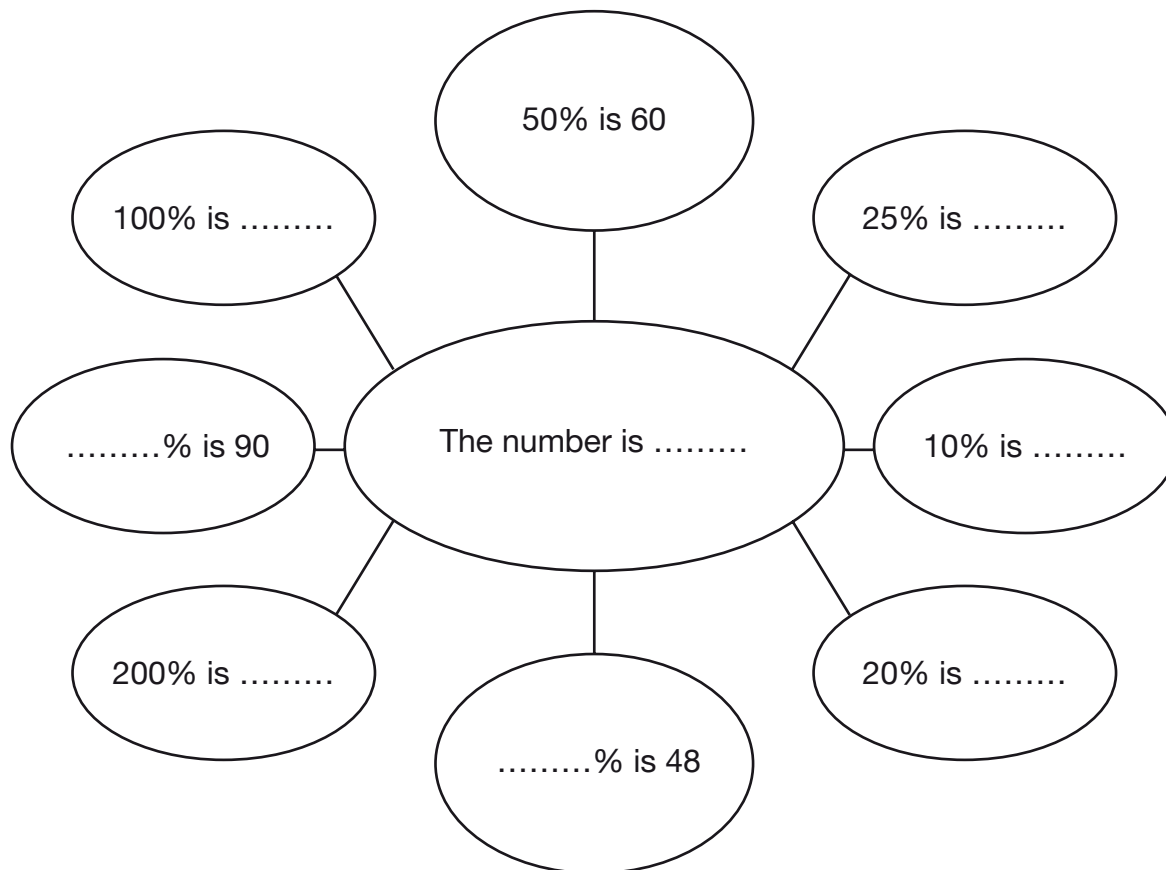 50% is 60
100% is .........
25% is .........
.........% is 90
The number is .........
10% is .........
200% is .........
20% is .........
.........% is 48